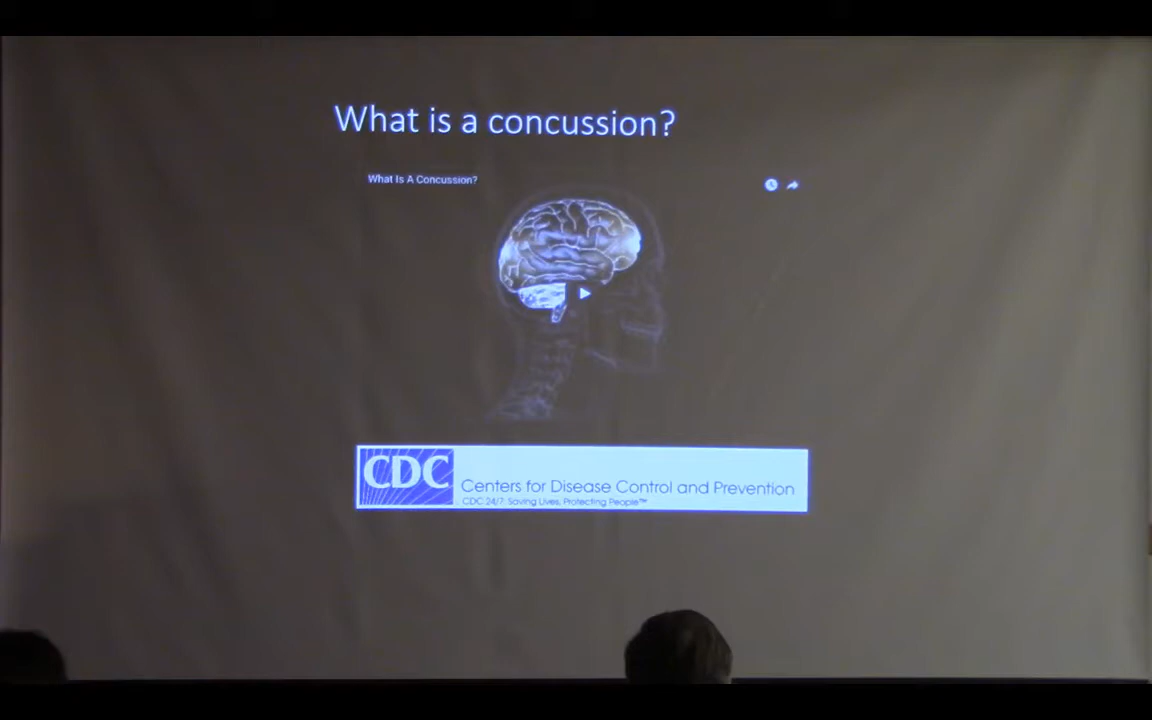 What is a concussion?
What Is A Concussion?
CDC
Centers for Disease Control and Prevention
CDC 24/7: Saving Lives, Protecting People™